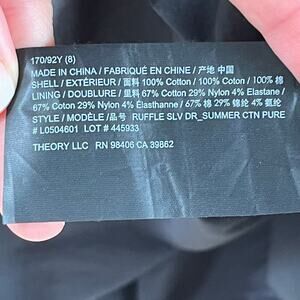 170/92Y (8)
MADE IN CHINA / FABRIQUÉ EN CHINE / 产地 中国
SHELL / EXTÉRIEUR / 面料 100% Cotton / 100% Coton / 100% 棉
LINING / DOUBLURE / 里料 67% Cotton 29% Nylon 4% Elastane /
67% Coton 29% Nylon 4% Élasthanne / 67% 棉 29% 锦纶 4% 氨纶
STYLE / MODÈLE /品号 RUFFLE SLV DR_SUMMER CTN PURE
# L0504601 LOT # 445933
THEORY LLC RN 98406 CA 39862